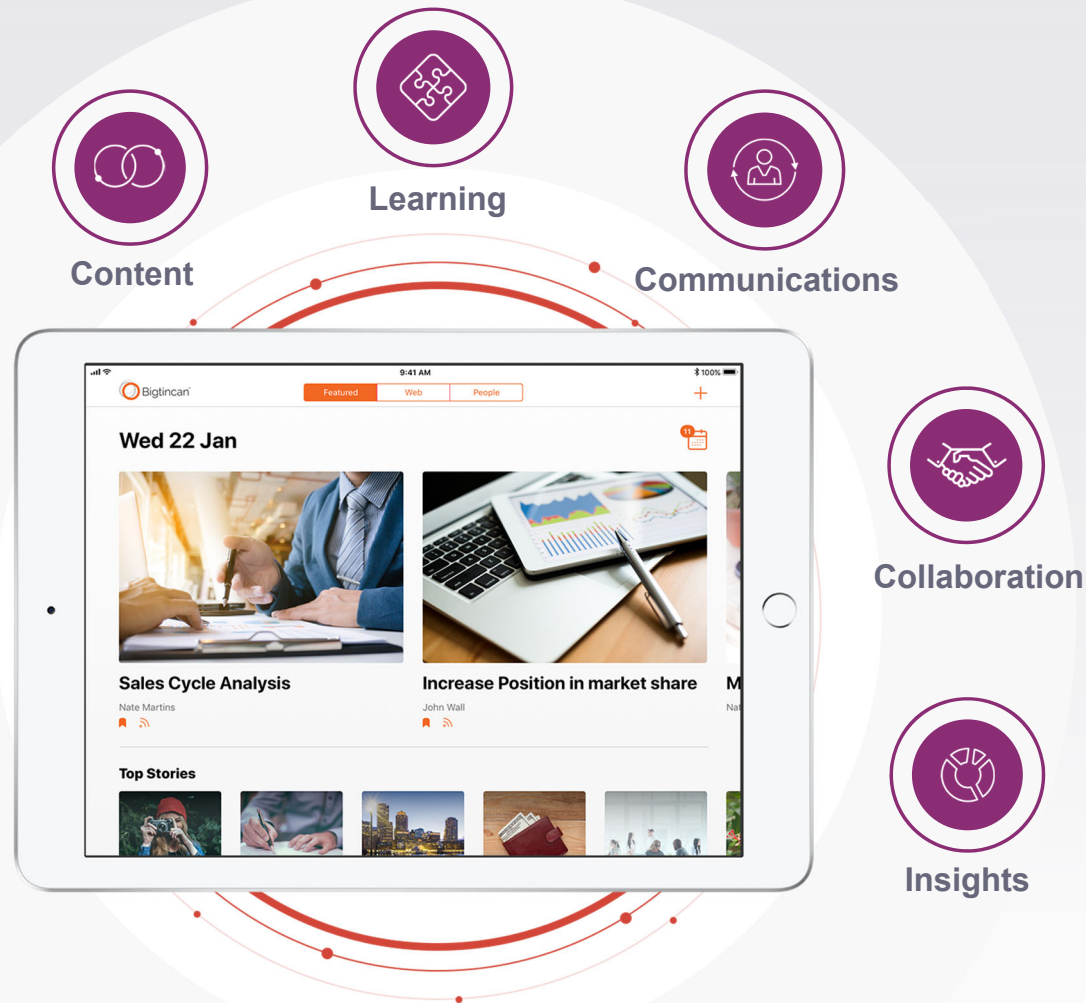 Learning
Content
Communications
9:41 AM
100%
Bigtincan
Featured
Web
People
Wed 22 Jan
11
Collaboration
Sales Cycle Analysis
Increase Position in market share
M
Nate Martins
John Wall
Nat
Top Stories
Insights